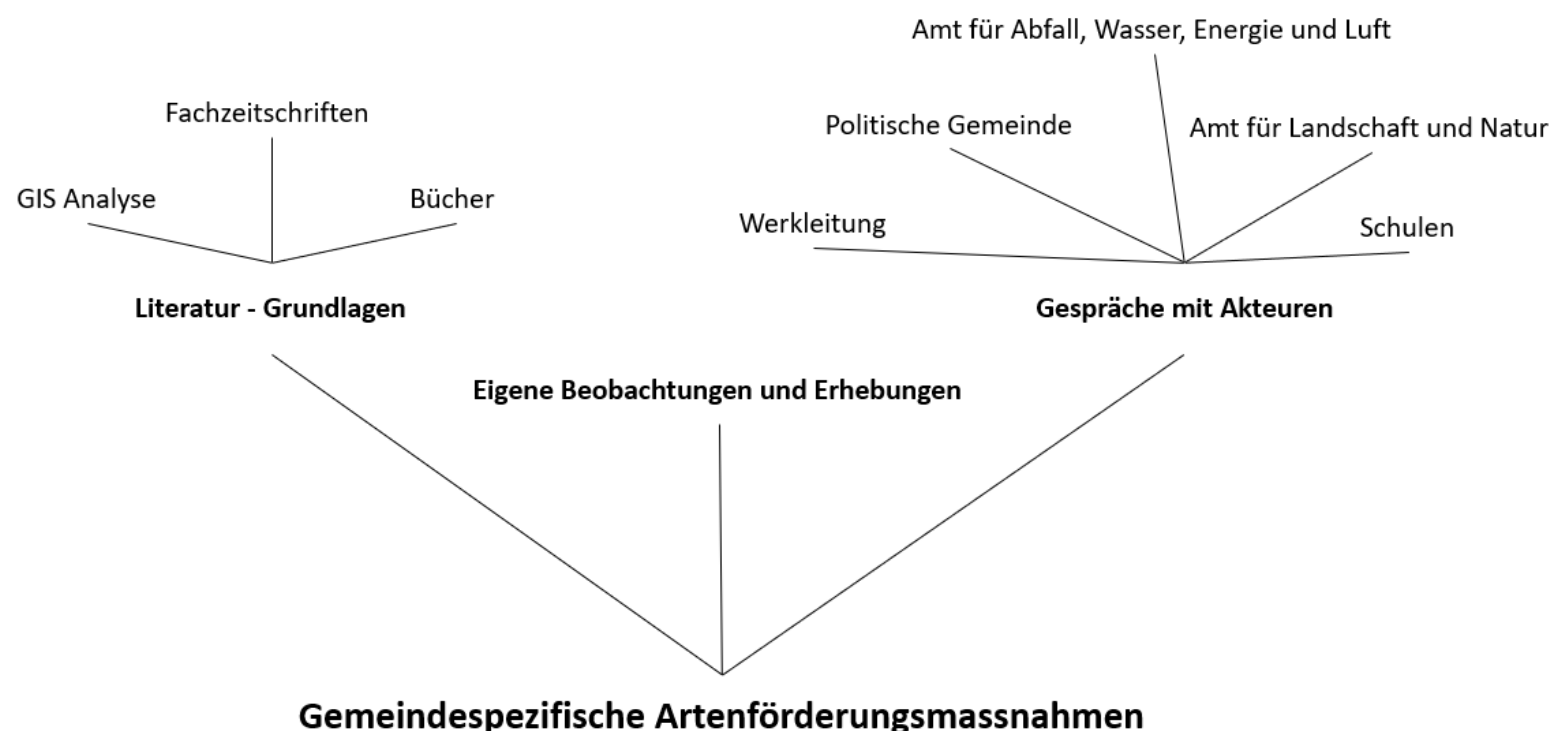 Amt für Abfall, Wasser, Energie und Luft
Fachzeitschriften
Politische Gemeinde
Amt für Landschaft und Natur
GIS Analyse
Bücher
Werkleitung
Schulen
Literatur - Grundlagen
Gespräche mit Akteuren
Eigene Beobachtungen und Erhebungen
Gemeindespezifische Artenförderungsmassnahmen